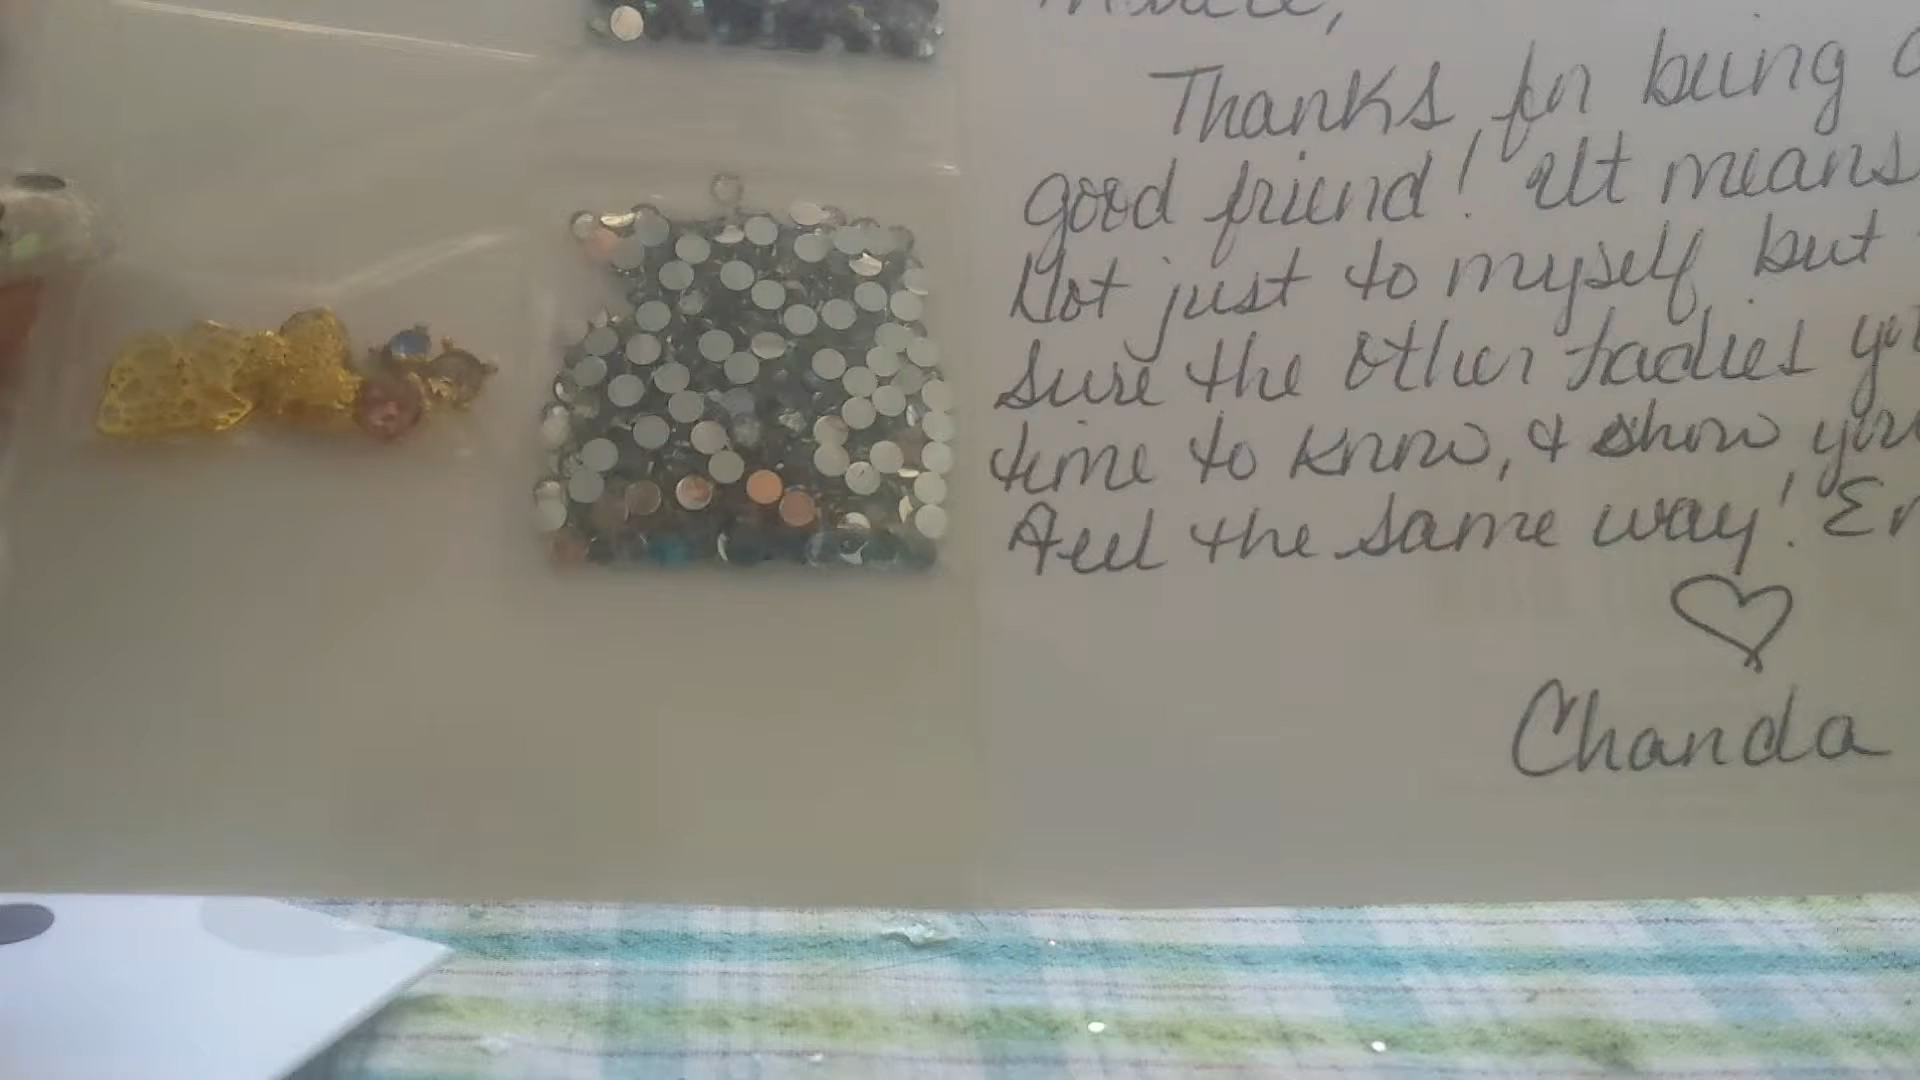 Thanks for being a
good friend! It means
Not just to myself but
sure the other ladies you
time to know, & show you
feel the same way! En
Chanda